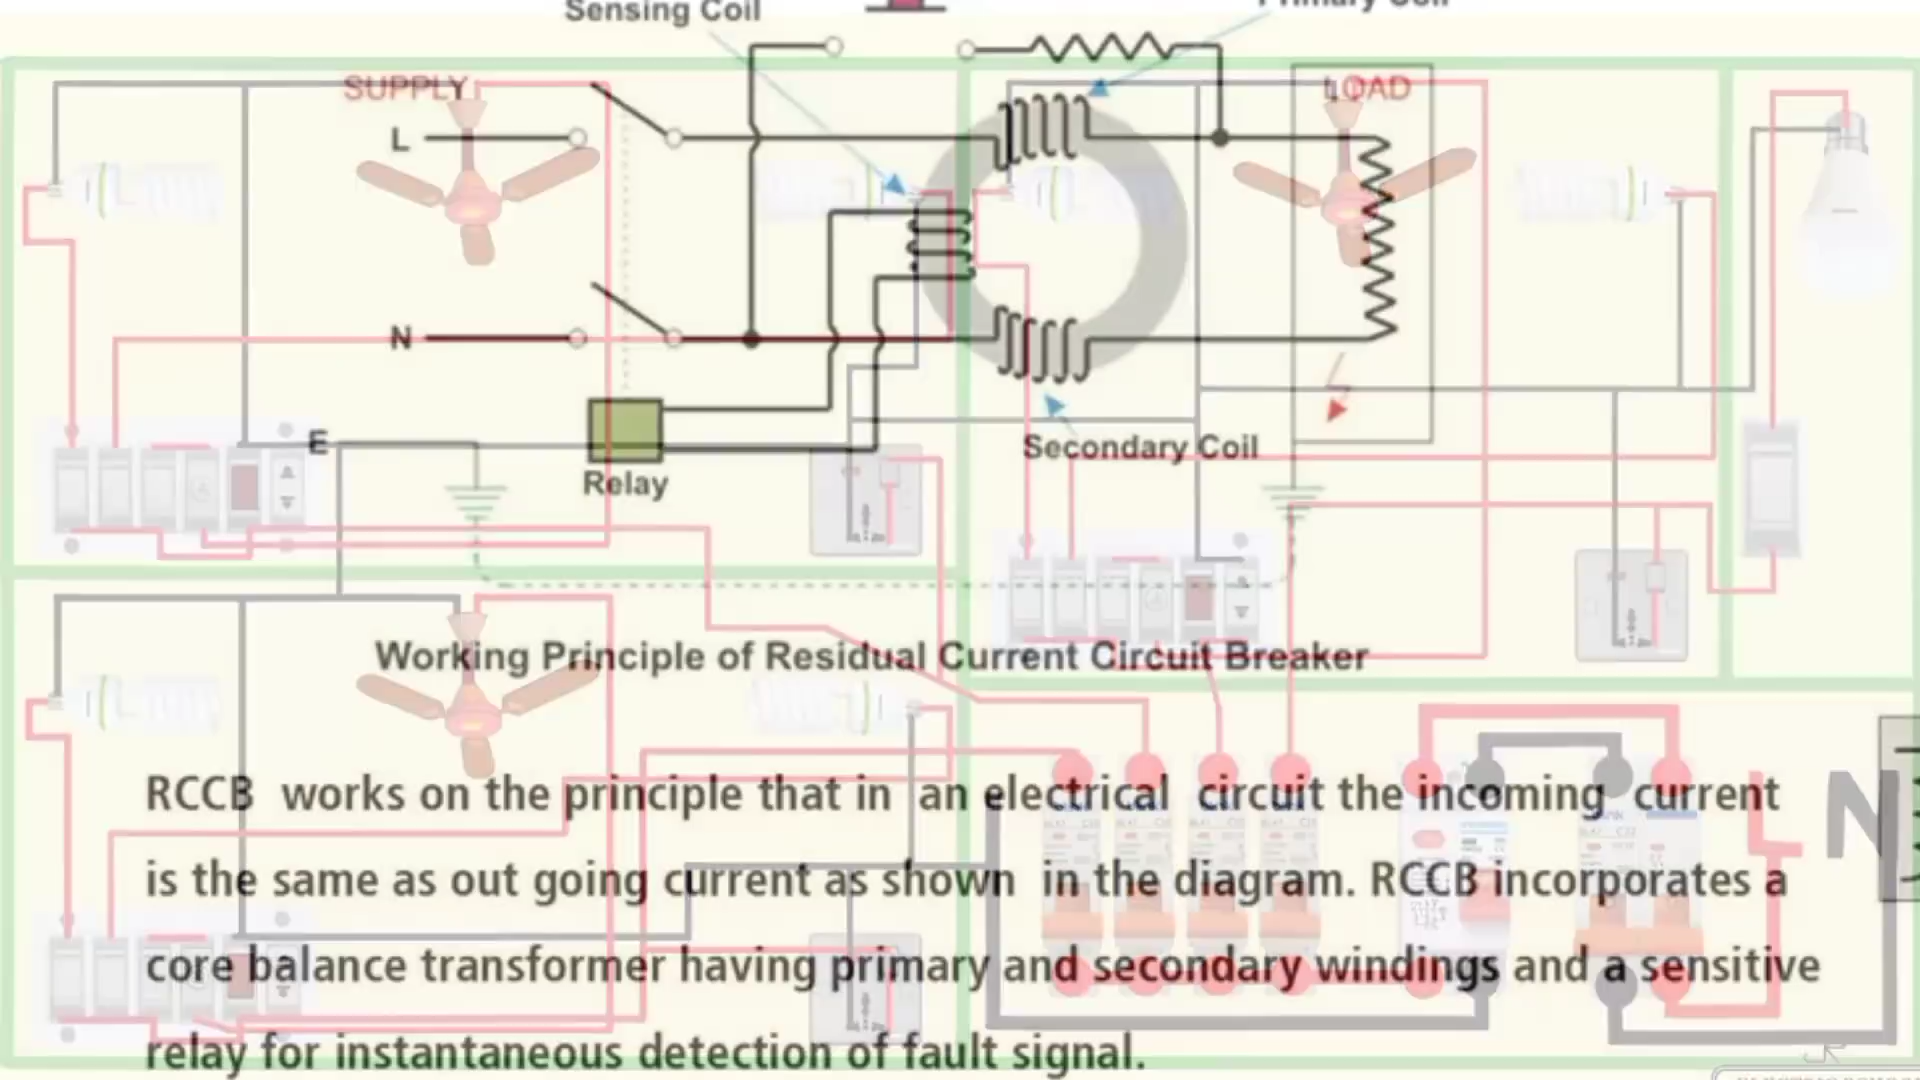 Sensing Coil
Primary Coil
SUPPLY
LOAD
L
N
E
Relay
Secondary Coil
Working Principle of Residual Current Circuit Breaker
L
N
RCCB works on the principle that in an electrical circuit the incoming current
is the same as out going current as shown in the diagram. RCCB incorporates a
core balance transformer having primary and secondary windings and a sensitive
relay for instantaneous detection of fault signal.